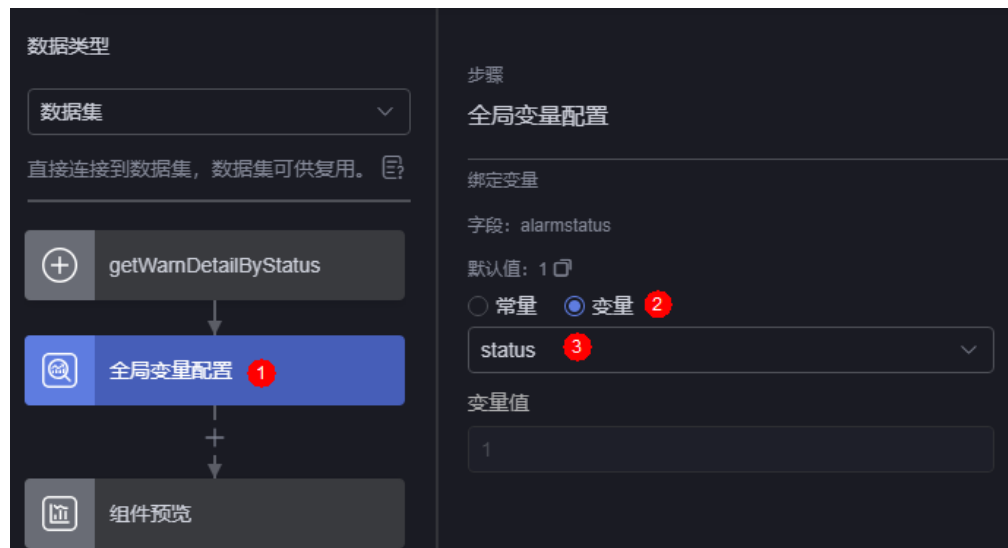 数据类型
数据集
直接连接到数据集，数据集可供复用。
getWarnDetailByStatus
全局变量配置 1
组件预览
步骤
全局变量配置
绑定变量
字段：alarmstatus
默认值：1
常量 变量 2
status 3
变量值
1